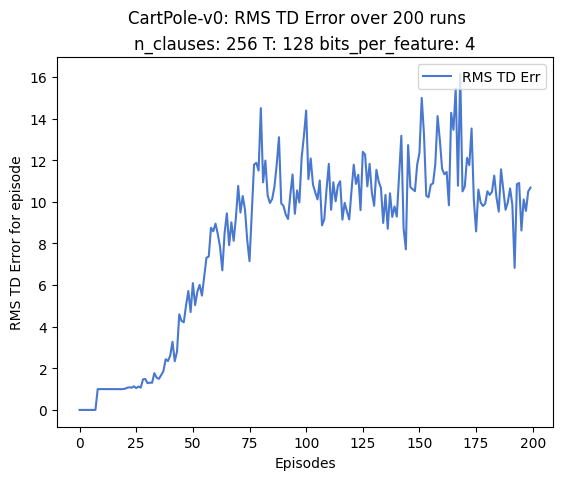 CartPole-v0: RMS TD Error over 200 runs
n_clauses: 256 T: 128 bits_per_feature: 4
RMS TD Err
RMS TD Error for episode
16
14
12
10
8
6
4
2
0
0 25 50 75 100 125 150 175 200
Episodes